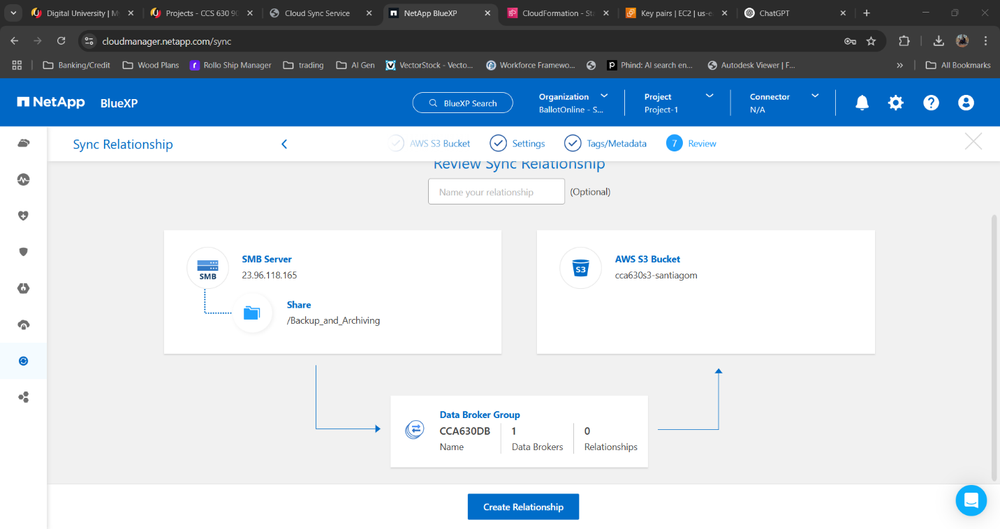 Digital University | M
Projects - CCS 630 90
Cloud Sync Service
NetApp BlueXP
CloudFormation - Sta
Key pairs | EC2 | us-e
ChatGPT
cloudmanager.netapp.com/sync
Banking/Credit
Wood Plans
Rollo Ship Manager
trading
AI Gen
VectorStock - Vecto...
Workforce Framewo...
Phind: AI search en...
Autodesk Viewer | F...
»
All Bookmarks
NetApp
BlueXP
BlueXP Search
Organization
BallotOnline - S...
Project
Project-1
Connector
N/A
Sync Relationship
AWS S3 Bucket
Settings
Tags/Metadata
7 Review
Review Sync Relationship
Name your relationship
(Optional)
SMB
SMB Server
23.96.118.165
Share
/Backup_and_Archiving
S3
AWS S3 Bucket
cca630s3-santiagom
Data Broker Group
CCA630DB 1 0
Name Data Brokers Relationships
Create Relationship